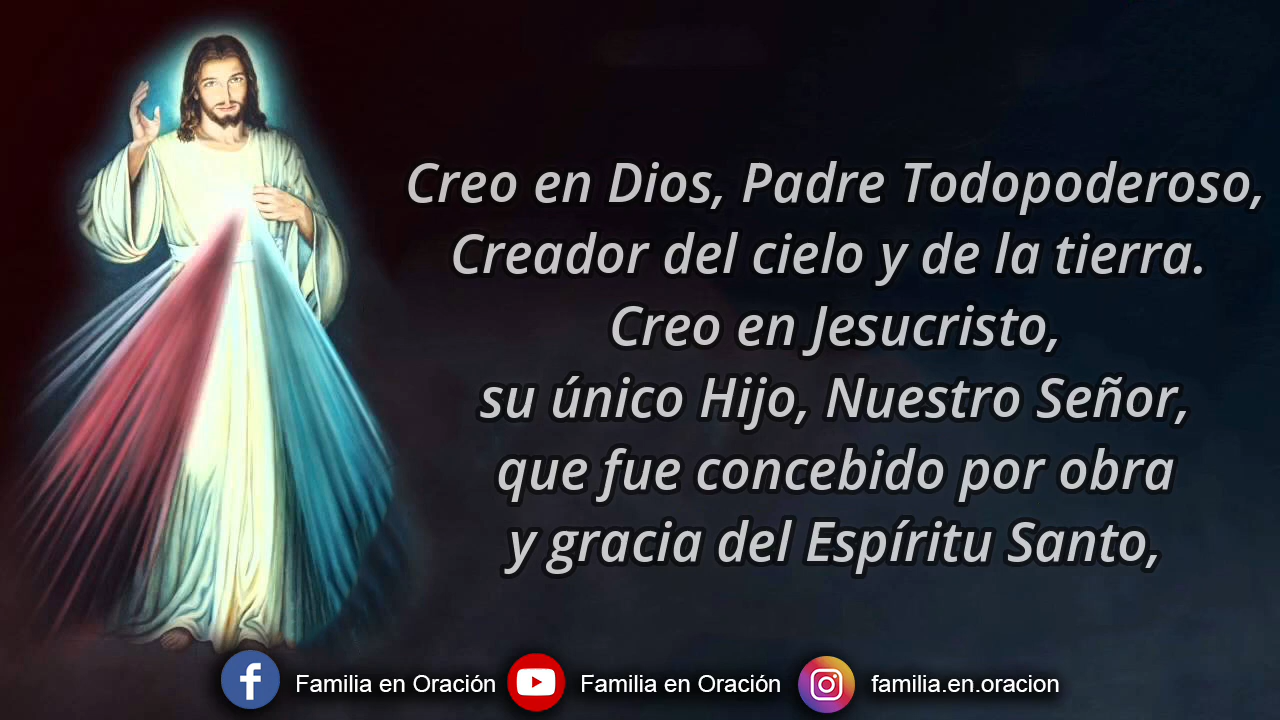 Creo en Dios, Padre Todopoderoso,
Creador del cielo y de la tierra.
Creo en Jesucristo,
su único Hijo, Nuestro Señor,
que fue concebido por obra
y gracia del Espíritu Santo,
Familia en Oración
Familia en Oración
familia.en.oracion